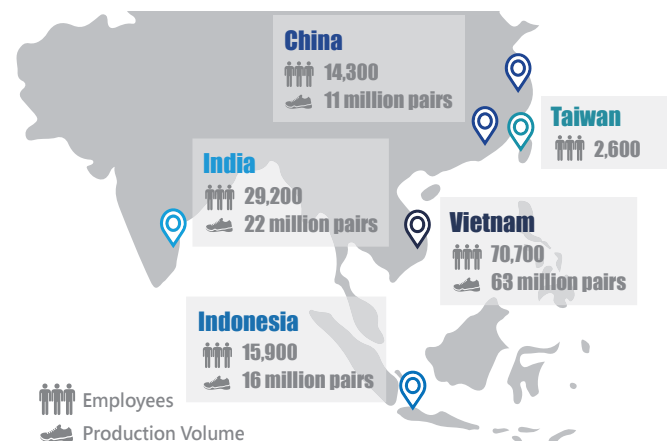 China
14,300
11 million pairs
Taiwan
2,600
India
29,200
22 million pairs
Vietnam
70,700
63 million pairs
Indonesia
15,900
16 million pairs
Employees
Production Volume